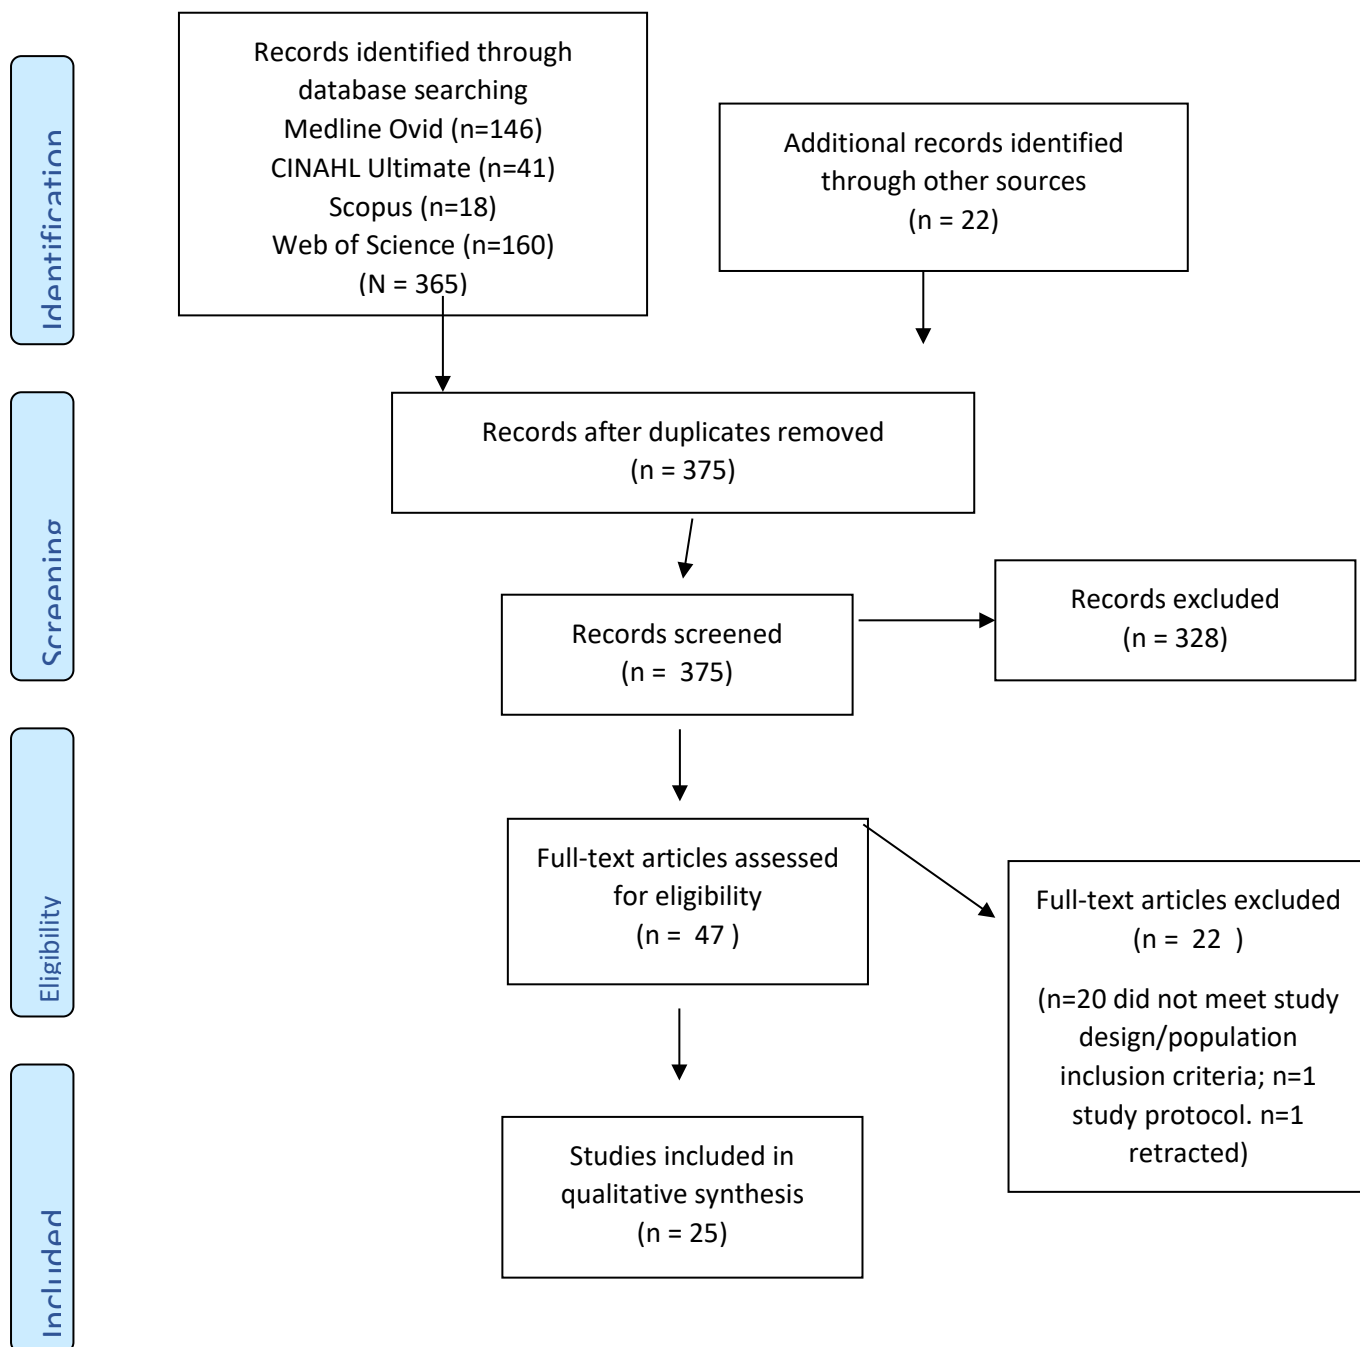 Identification
Records identified through
database searching
Medline Ovid (n=146)
CINAHL Ultimate (n=41)
Scopus (n=18)
Web of Science (n=160)
(N = 365)
Additional records identified
through other sources
(n = 22)
Screening
Records after duplicates removed
(n = 375)
Records screened
(n = 375)
Records excluded
(n = 328)
Eligibility
Full-text articles assessed
for eligibility
(n = 47 )
Full-text articles excluded
(n = 22 )
(n=20 did not meet study
design/population
inclusion criteria; n=1
study protocol. n=1
retracted)
Included
Studies included in
qualitative synthesis
(n = 25)